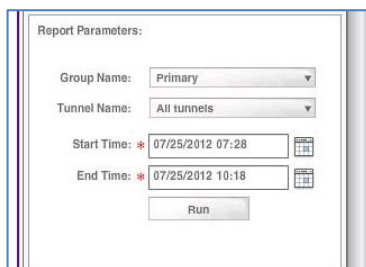 Report Parameters:
Group Name: Primary
Tunnel Name: All tunnels
Start Time: * 07/25/2012 07:28
End Time: * 07/25/2012 10:18
Run